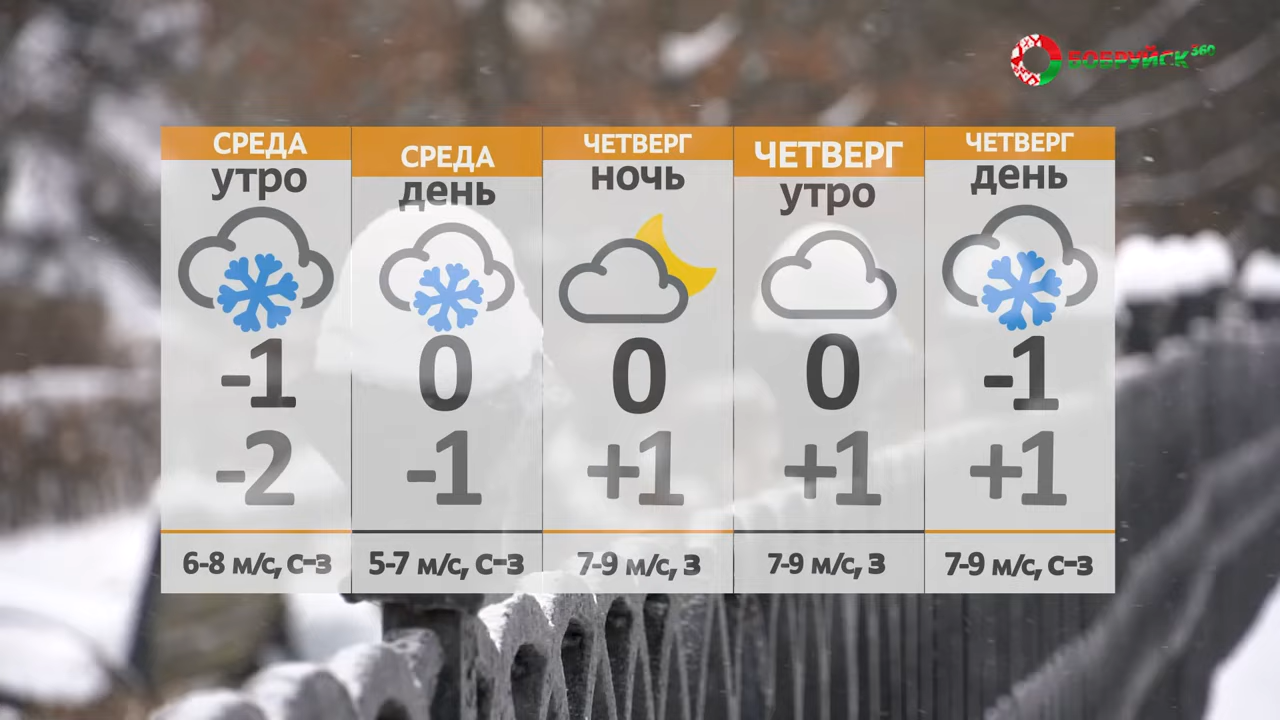 БОБРУЙСК 360
СРЕДА
утро
-1
-2
6-8 м/с, С-З
СРЕДА
день
0
-1
5-7 м/с, С-З
ЧЕТВЕРГ
ночь
0
+1
7-9 м/с, З
ЧЕТВЕРГ
утро
0
+1
7-9 м/с, З
ЧЕТВЕРГ
день
-1
+1
7-9 м/с, С-З